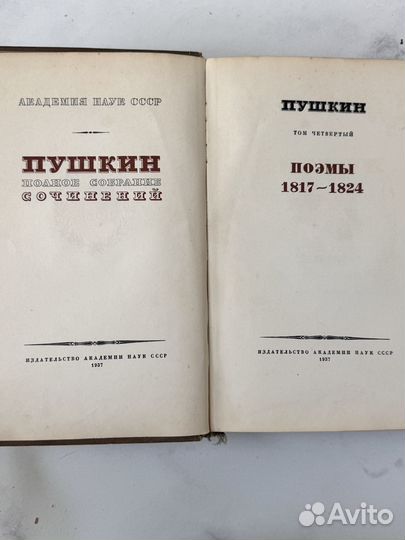 АКАДЕМИЯ НАУК СССР
ПУШКИН
ПОЛНОЕ СОБРАНИЕ
СОЧИНЕНИЙ
ИЗДАТЕЛЬСТВО АКАДЕМИИ НАУК СССР
1937
ПУШКИН
ТОМ ЧЕТВЕРТЫЙ
ПОЭМЫ
1817—1824
ИЗДАТЕЛЬСТВО АКАДЕМИИ НАУК СССР
1937
Avito